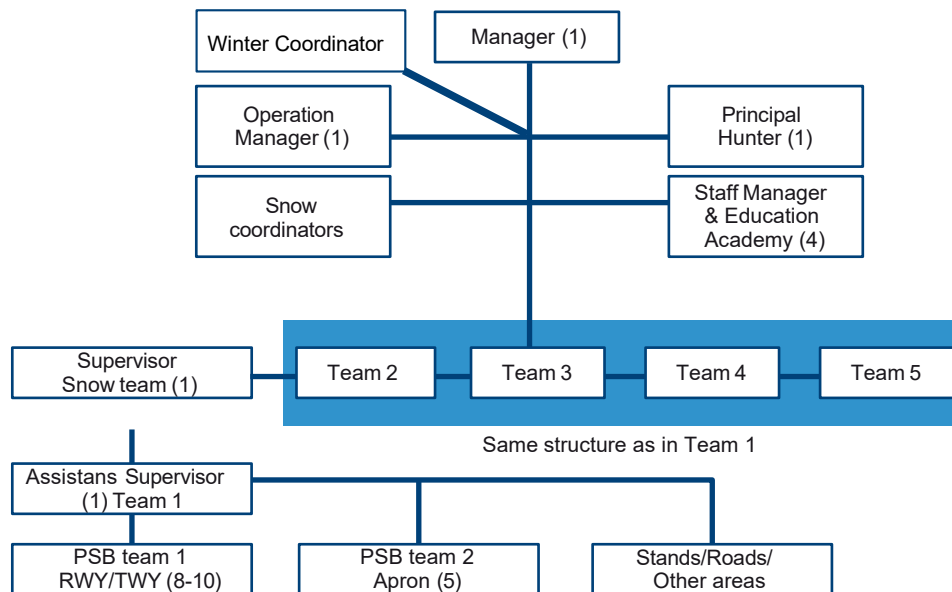 Winter Coordinator
Manager (1)
Operation
Manager (1)
Principal
Hunter (1)
Snow
coordinators
Staff Manager
& Education
Academy (4)
Supervisor
Snow team (1)
Team 2
Team 3
Team 4
Team 5
Same structure as in Team 1
Assistans Supervisor
(1) Team 1
PSB team 1
RWY/TWY (8-10)
PSB team 2
Apron (5)
Stands/Roads/
Other areas